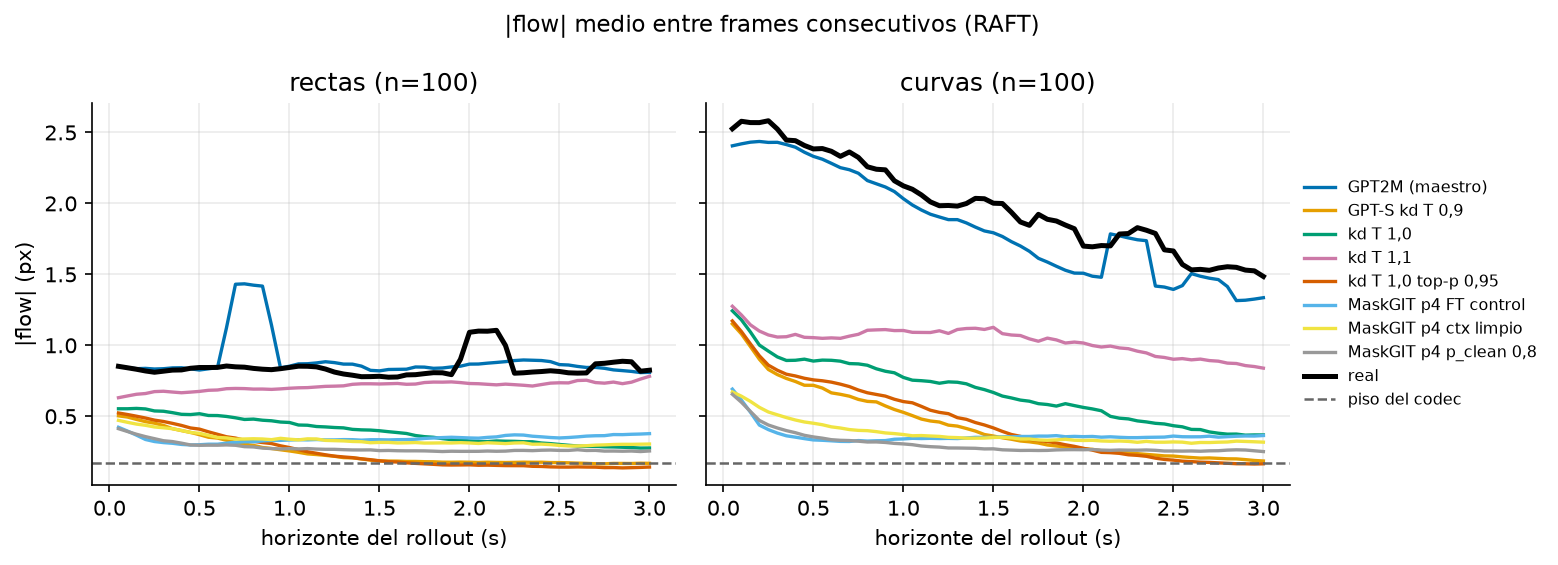 |flow| medio entre frames consecutivos (RAFT)
rectas (n=100)
curvas (n=100)
|flow| (px)
2.5
2.0
1.5
1.0
0.5
0.0 0.5 1.0 1.5 2.0 2.5 3.0
0.0 0.5 1.0 1.5 2.0 2.5 3.0
horizonte del rollout (s)
horizonte del rollout (s)
GPT2M (maestro)
GPT-S kd T 0,9
kd T 1,0
kd T 1,1
kd T 1,0 top-p 0,95
MaskGIT p4 FT control
MaskGIT p4 ctx limpio
MaskGIT p4 p_clean 0,8
real
piso del codec